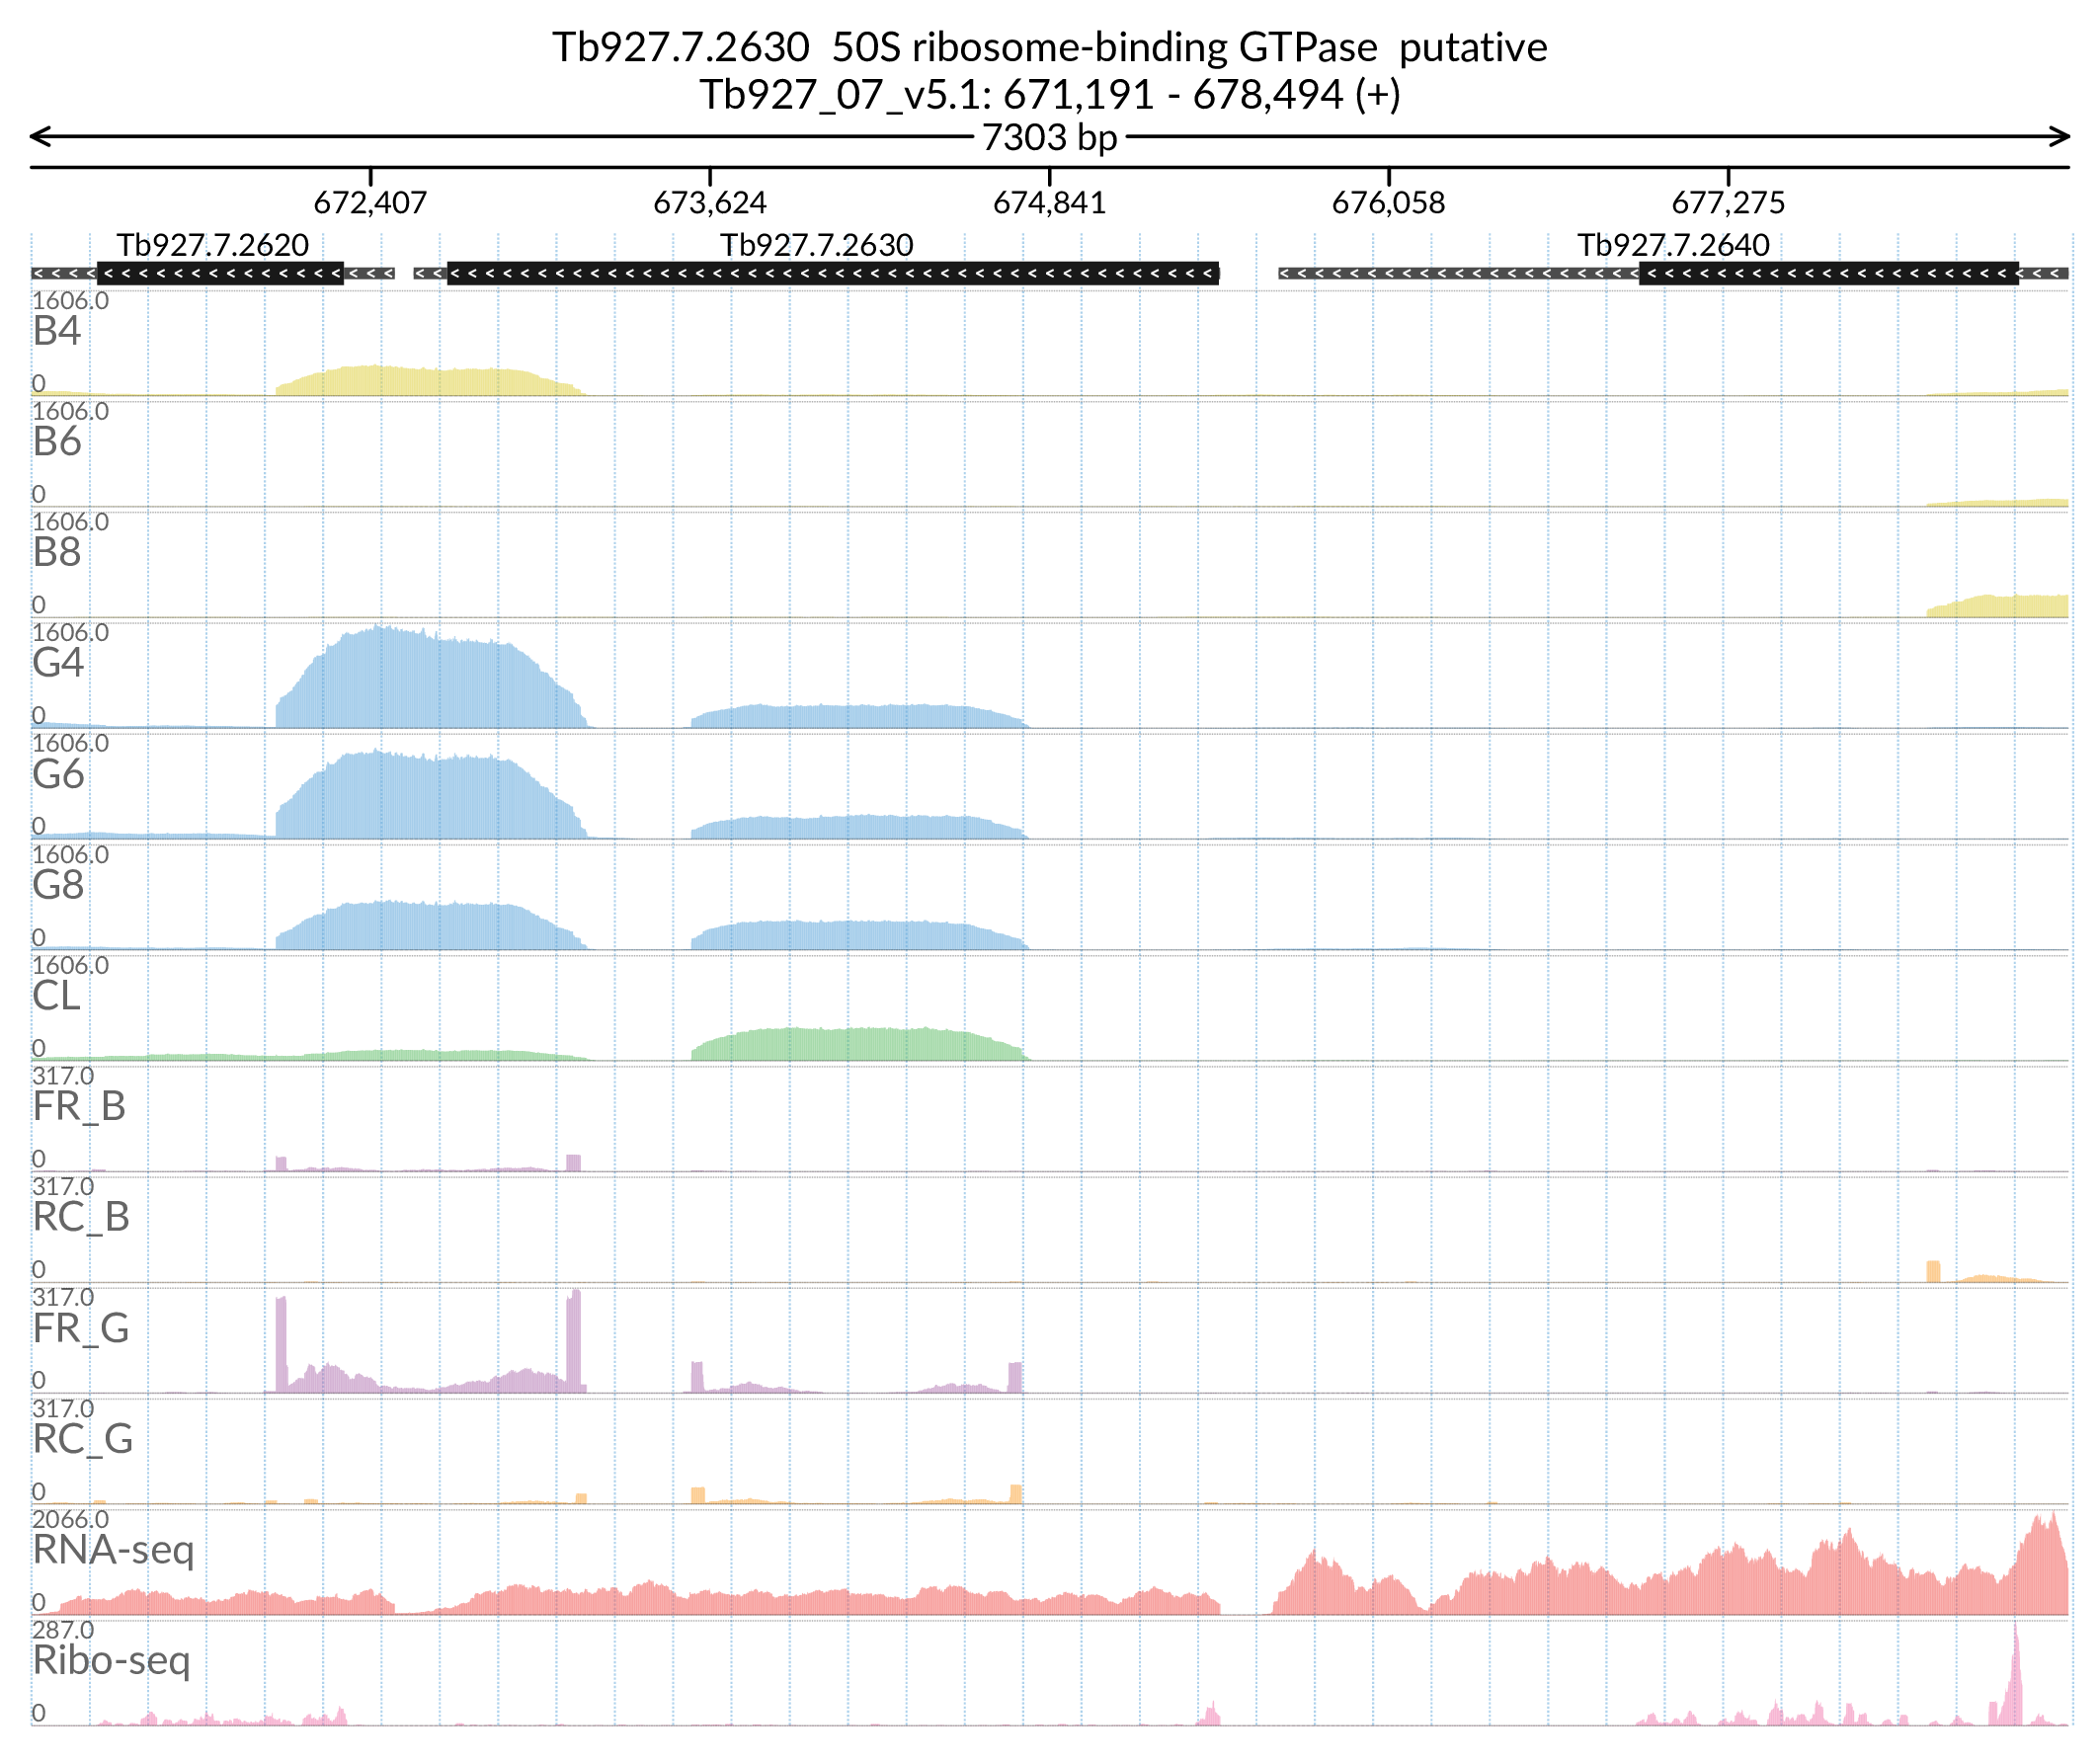 Tb927.7.2630  50S ribosome-binding GTPase  putative
Tb927_07_v5.1: 671,191 - 678,494 (+)
7303 bp
672,407 673,624 674,841 676,058 677,275
Tb927.7.2620 Tb927.7.2630 Tb927.7.2640
1606.0
B4
0
1606.0
B6
0
1606.0
B8
0
1606.0
G4
0
1606.0
G6
0
1606.0
G8
0
1606.0
CL
0
317.0
FR_B
0
317.0
RC_B
0
317.0
FR_G
0
317.0
RC_G
0
2066.0
RNA-seq
0
287.0
Ribo-seq
0